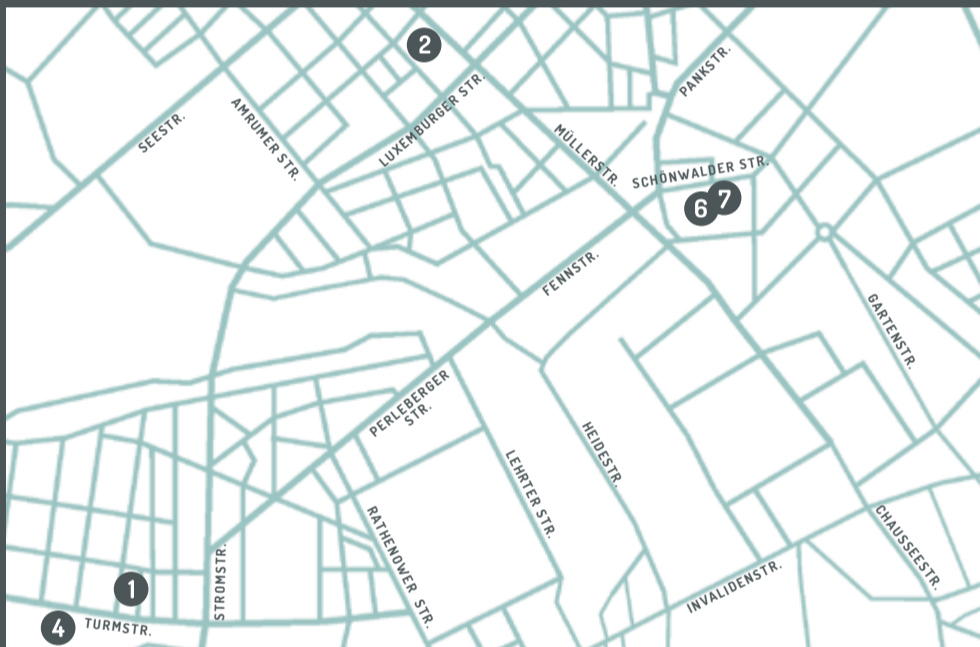 2
PANKSTR.
SEESTR.
AMRUMER STR.
LUXEMBURGER STR.
MÜLLERSTR.
SCHÖNWALDER STR.
6
7
FENNSTR.
GARTENSTR.
PERLEBERGER
STR.
HEIDESTR.
LEHRTER STR.
RATHENOWER STR.
CHAUSSEESTR.
STROMSTR.
INVALIDENSTR.
1
4
TURMSTR.